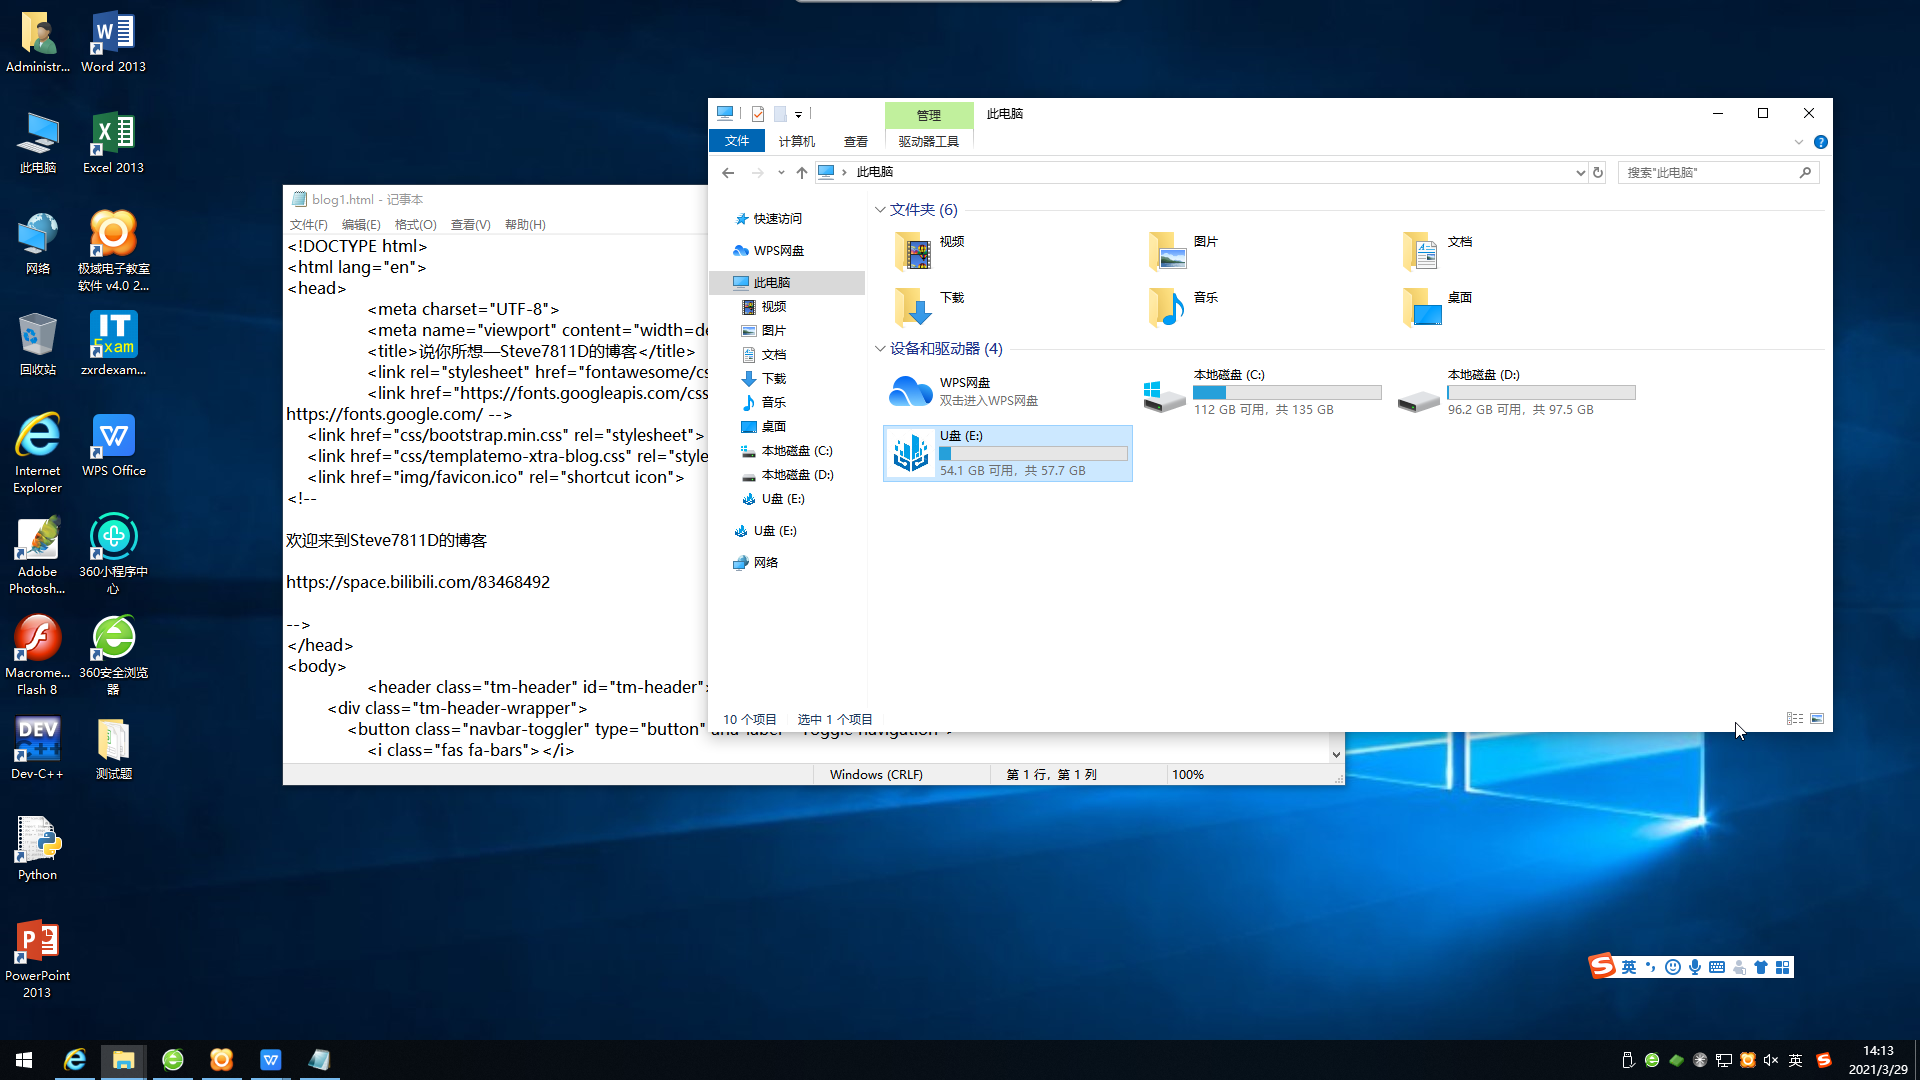 Administr...
Word 2013
此电脑
Excel 2013
网络
极域电子教室
软件 v4.0 2...
回收站
IT
Exam
zxrdexam...
Internet
Explorer
WPS Office
Adobe
Photosh...
360小程序中
心
Macrome...
Flash 8
360安全浏览
器
DEV
C++
Dev-C++
测试题
Python
PowerPoint
2013
blog1.html - 记事本
文件(F) 编辑(E) 格式(O) 查看(V) 帮助(H)
<!DOCTYPE html>
<html lang="en">
<head>
<meta charset="UTF-8">
<meta name="viewport" content="width=de
<title>说你所想—Steve7811D的博客</title>
<link rel="stylesheet" href="fontawesome/cs
<link href="https://fonts.googleapis.com/css
https://fonts.google.com/ -->
<link href="css/bootstrap.min.css" rel="stylesheet">
<link href="css/templatemo-xtra-blog.css" rel="style
<link href="img/favicon.ico" rel="shortcut icon">
<!--
欢迎来到Steve7811D的博客
https://space.bilibili.com/83468492
-->
</head>
<body>
<header class="tm-header" id="tm-header">
<div class="tm-header-wrapper">
<button class="navbar-toggler" type="button"
<i class="fas fa-bars"></i>
Windows (CRLF) 第 1 行，第 1 列 100%
管理 此电脑
文件 计算机 查看 驱动器工具
此电脑
搜索"此电脑"
快速访问
WPS网盘
此电脑
视频
图片
文档
下载
音乐
桌面
本地磁盘 (C:)
本地磁盘 (D:)
U盘 (E:)
U盘 (E:)
网络
文件夹 (6)
视频 图片 文档
下载 音乐 桌面
设备和驱动器 (4)
WPS网盘
双击进入WPS网盘
本地磁盘 (C:)
112 GB 可用，共 135 GB
本地磁盘 (D:)
96.2 GB 可用，共 97.5 GB
U盘 (E:)
54.1 GB 可用，共 57.7 GB
10 个项目 选中 1 个项目
英
英
14:13
2021/3/29